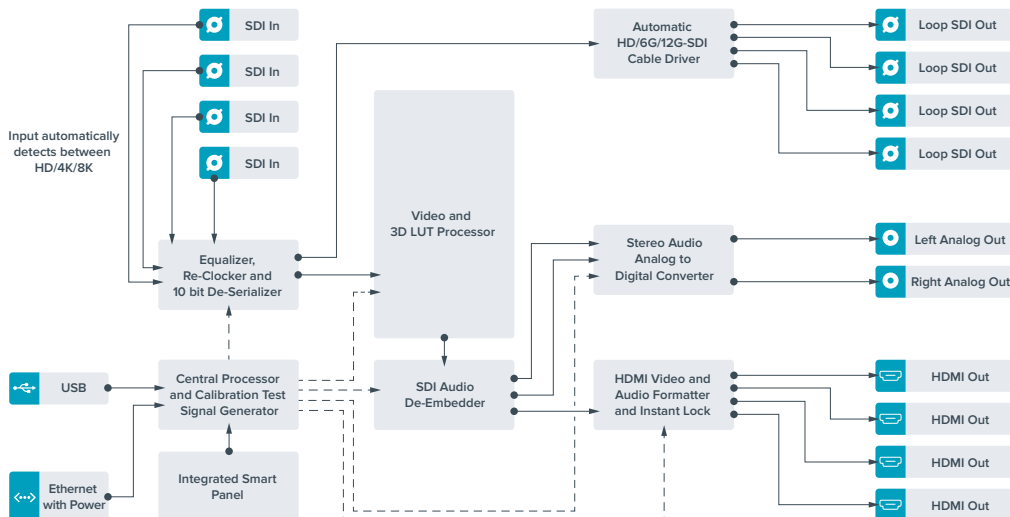 SDI In
SDI In
SDI In
SDI In
Input automatically
detects between
HD/4K/8K
Automatic
HD/6G/12G-SDI
Cable Driver
Loop SDI Out
Loop SDI Out
Loop SDI Out
Loop SDI Out
Video and
3D LUT Processor
Equalizer,
Re-Clocker and
10 bit De-Serializer
Stereo Audio
Analog to
Digital Converter
Left Analog Out
Right Analog Out
USB
Central Processor
and Calibration Test
Signal Generator
SDI Audio
De-Embedder
HDMI Video and
Audio Formatter
and Instant Lock
HDMI Out
HDMI Out
HDMI Out
HDMI Out
Ethernet
with Power
Integrated Smart
Panel